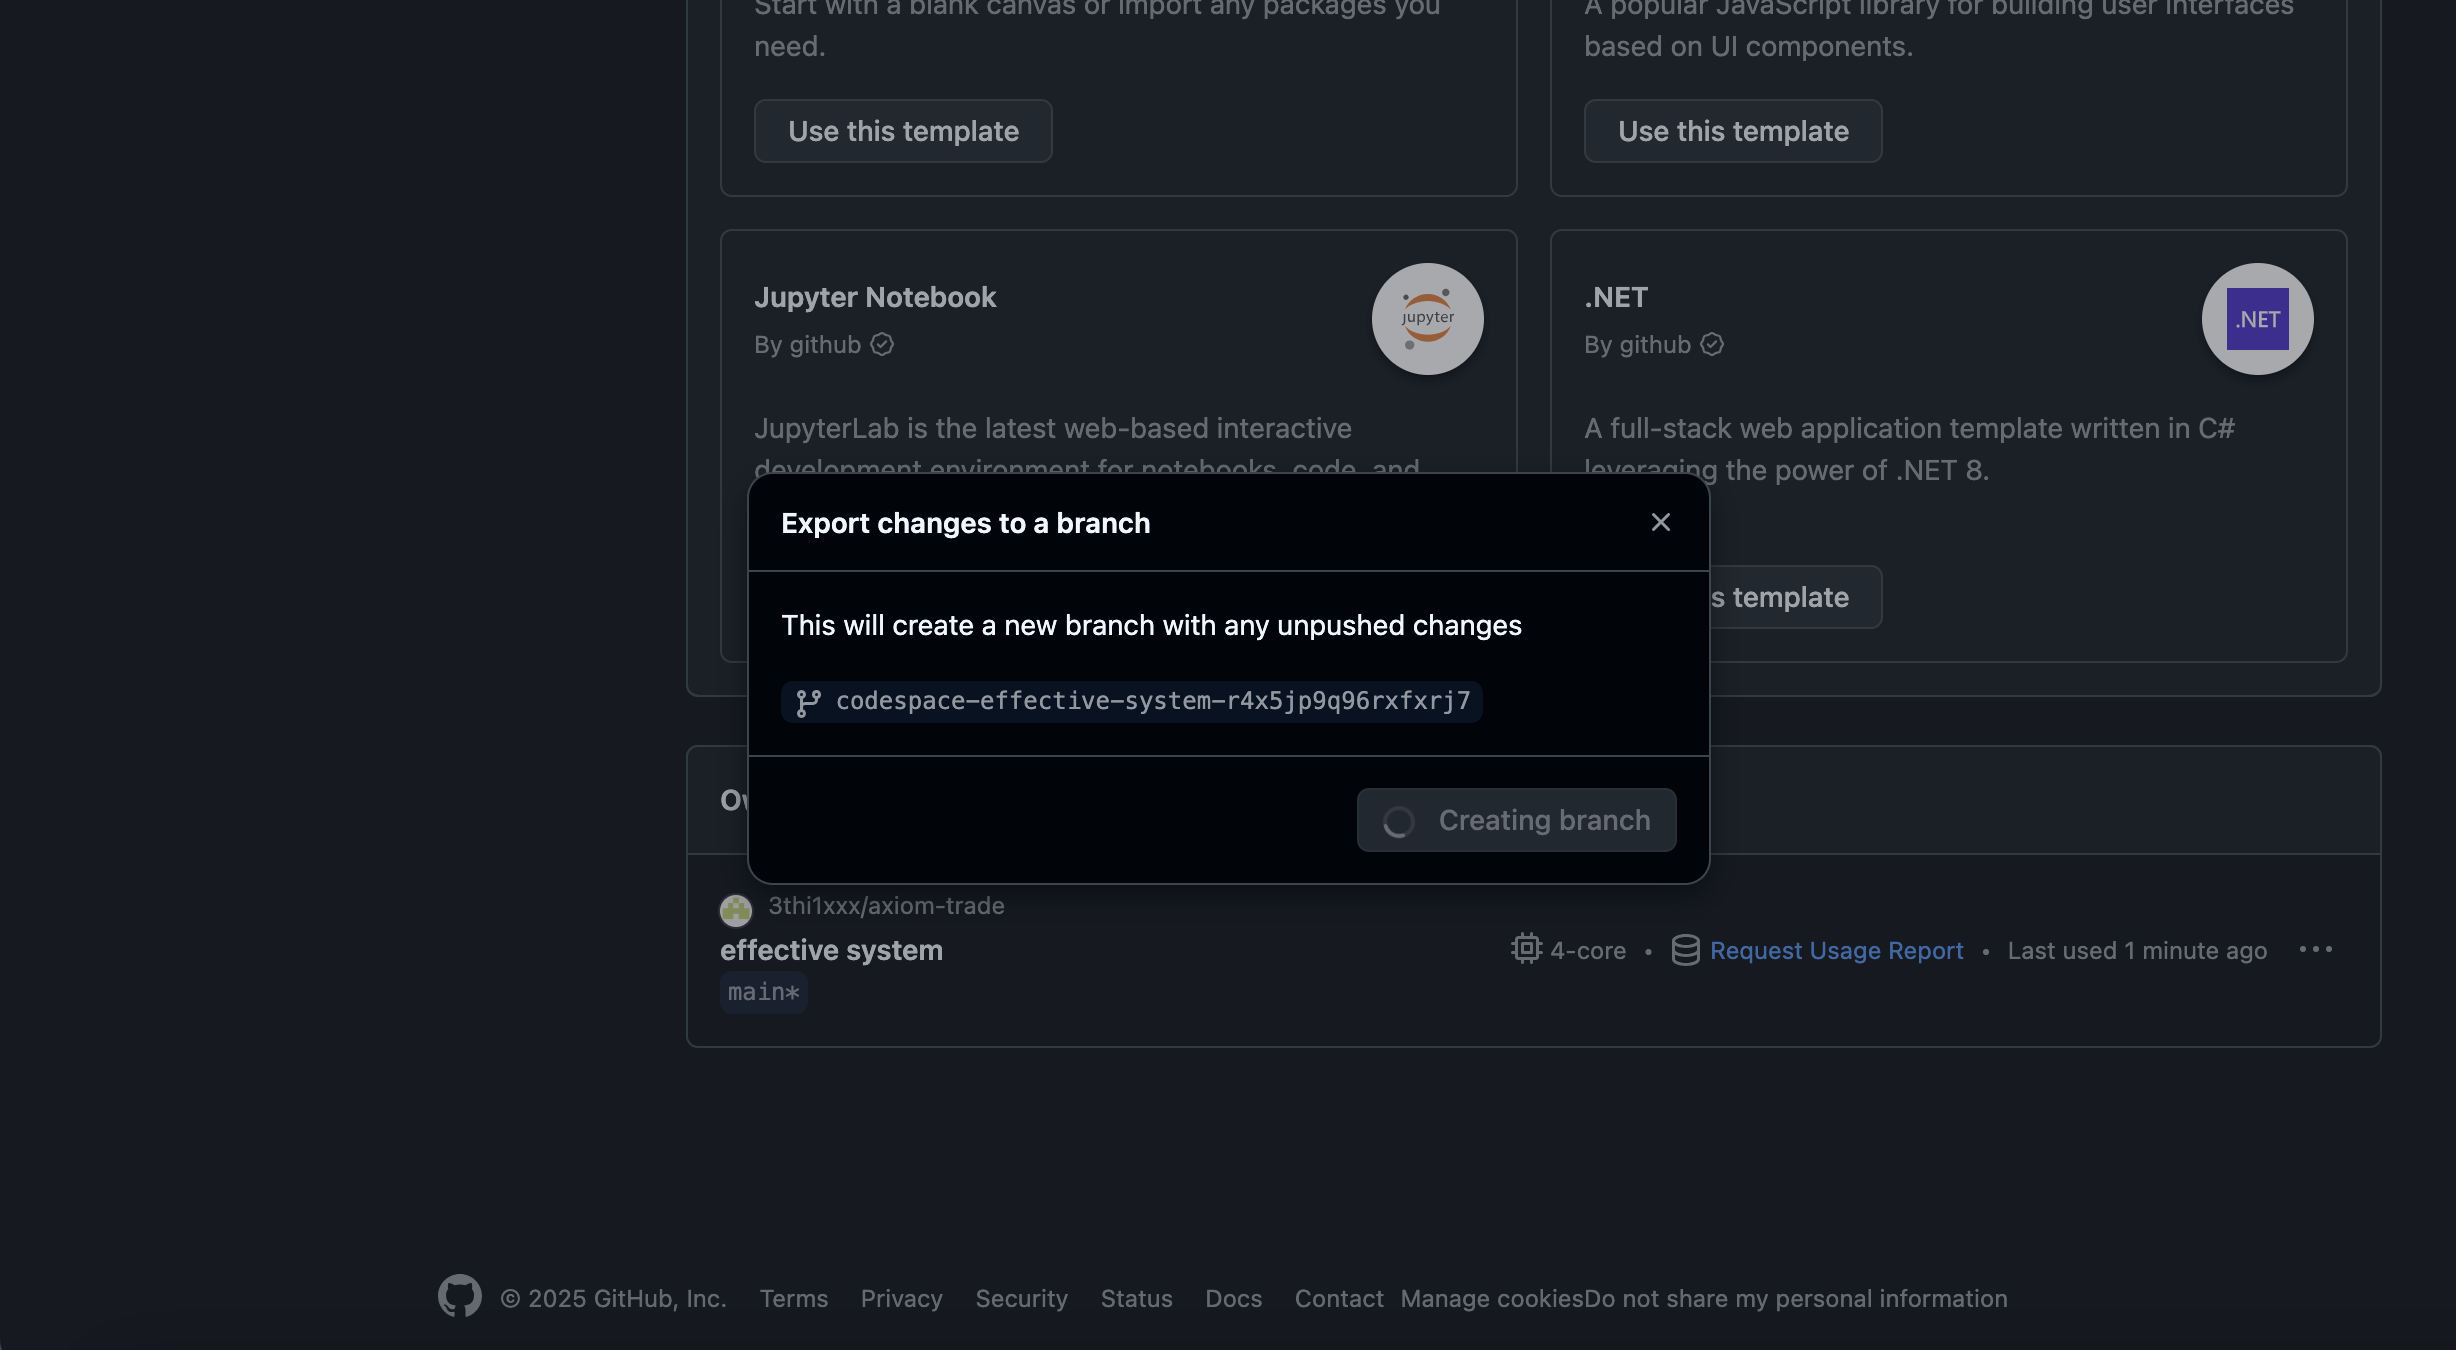 Start with a blank canvas or import any packages you
need.
Use this template
A popular JavaScript library for building user interfaces
based on UI components.
Use this template
Jupyter Notebook
By github
jupyter
JupyterLab is the latest web-based interactive
development environment for notebooks, code, and
.NET
By github
.NET
A full-stack web application template written in C#
leveraging the power of .NET 8.
s template
Export changes to a branch
This will create a new branch with any unpushed changes
codespace-effective-system-r4x5jp9q96rxfxrj7
Creating branch
3thi1xxx/axiom-trade
effective system
main*
4-core • Request Usage Report • Last used 1 minute ago
© 2025 GitHub, Inc. Terms Privacy Security Status Docs Contact Manage cookies Do not share my personal information